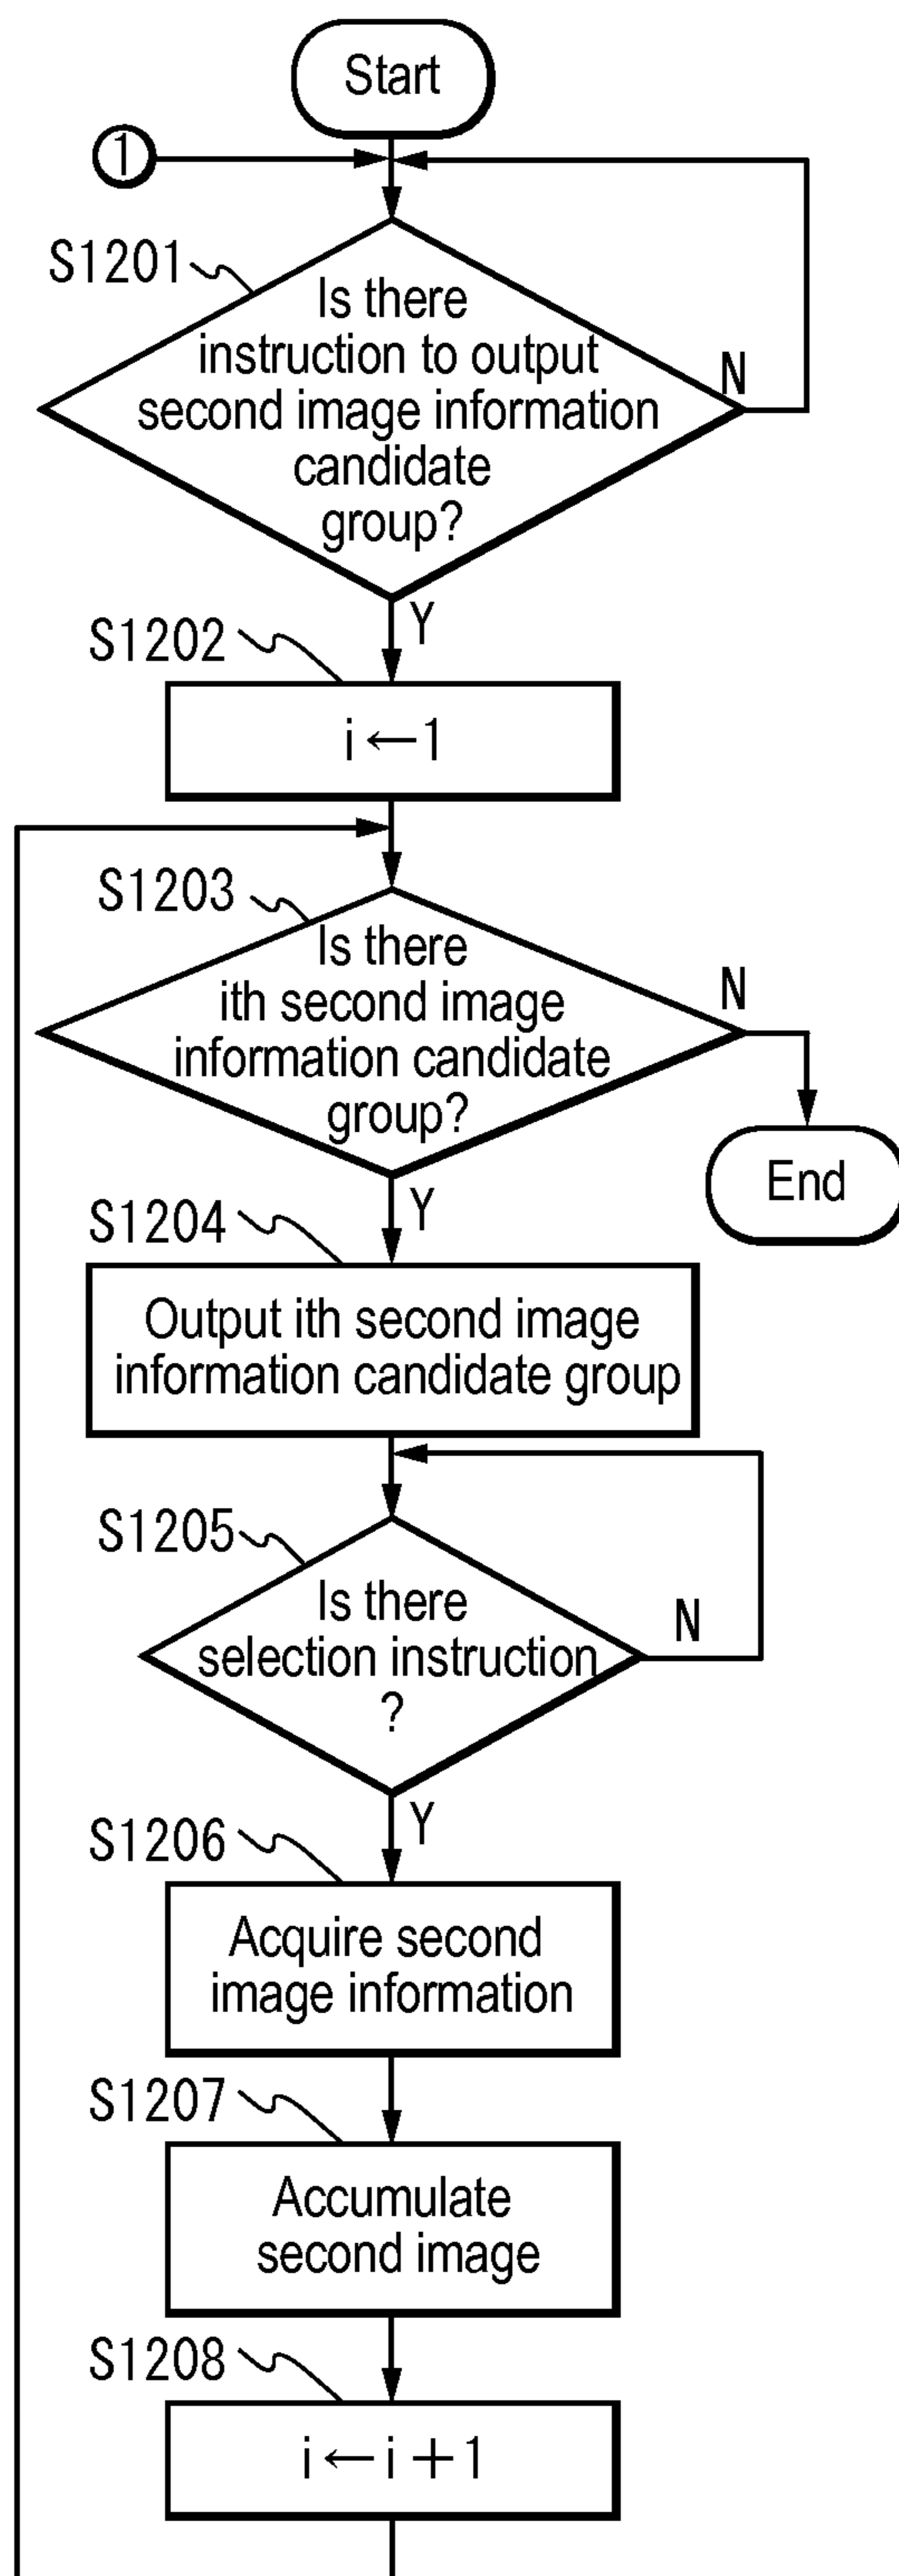 Start
1
S1201
Is there
instruction to output
second image information
candidate
group?
N
Y
S1202
i←1
S1203
Is there
ith second image
information candidate
group?
N
End
Y
S1204
Output ith second image
information candidate group
S1205
Is there
selection instruction
?
N
Y
S1206
Acquire second
image information
S1207
Accumulate
second image
S1208
i←i+1